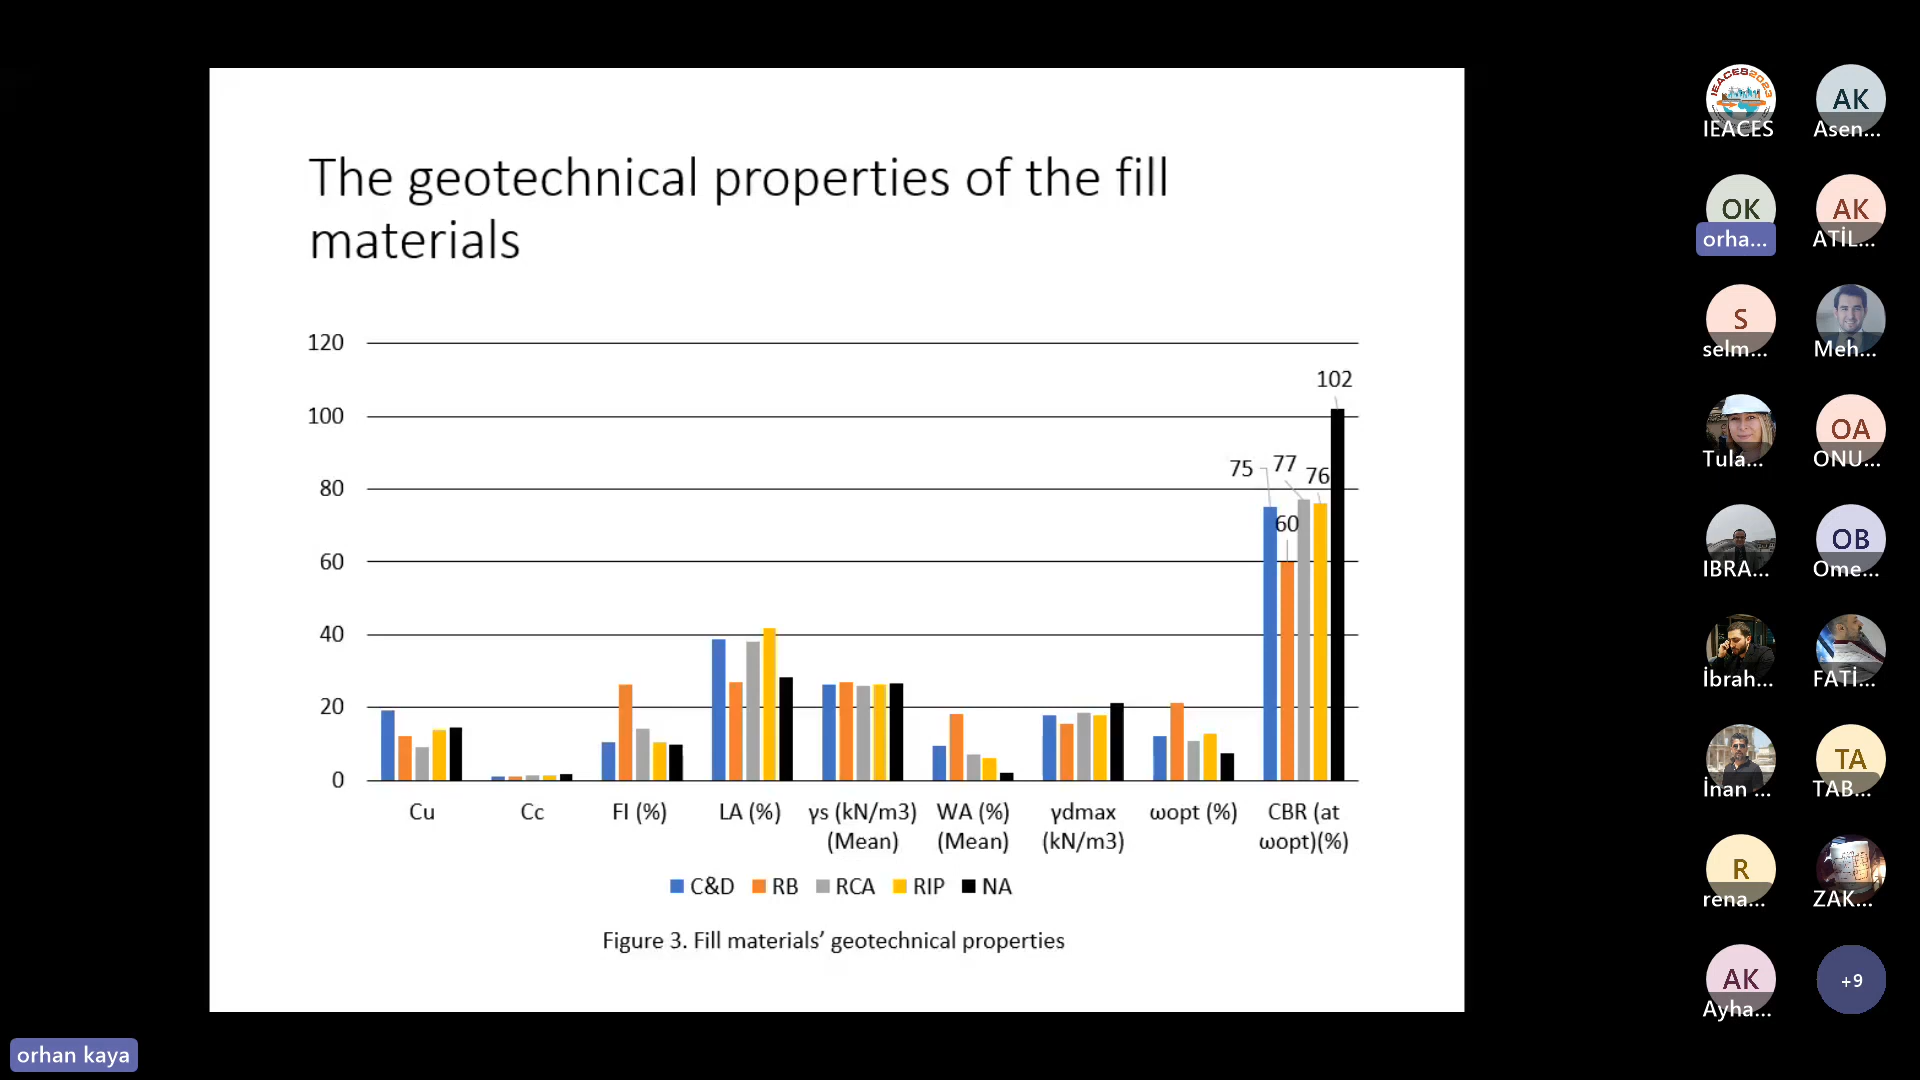 The geotechnical properties of the fill
materials
120
100
80
60
40
20
0
75
77
76
60
102
Cu
Cc
FI (%)
LA (%)
γs (kN/m3)
(Mean)
WA (%)
(Mean)
γdmax
(kN/m3)
ωopt (%)
CBR (at
ωopt)(%)
C&D
RB
RCA
RIP
NA
Figure 3. Fill materials’ geotechnical properties
orhan kaya
IEACES2023
IEACES
AK
Asen...
OK
orha...
AK
ATİL...
S
selm...
Meh...
Tula...
OA
ONU...
IBRA...
OB
Ome...
İbrah...
FATİ...
İnan ...
TA
TAB...
R
rena...
ZAK...
AK
Ayha...
+9